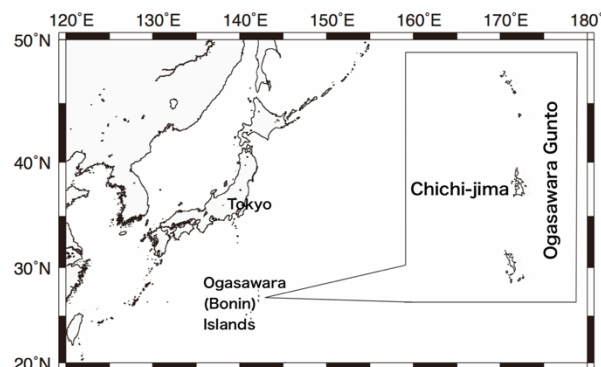 120˚E 130˚E 140˚E 150˚E 160˚E 170˚E 180˚
50˚N
40˚N
30˚N
20˚N
Tokyo
Ogasawara
(Bonin)
Islands
Chichi-jima
Ogasawara Gunto